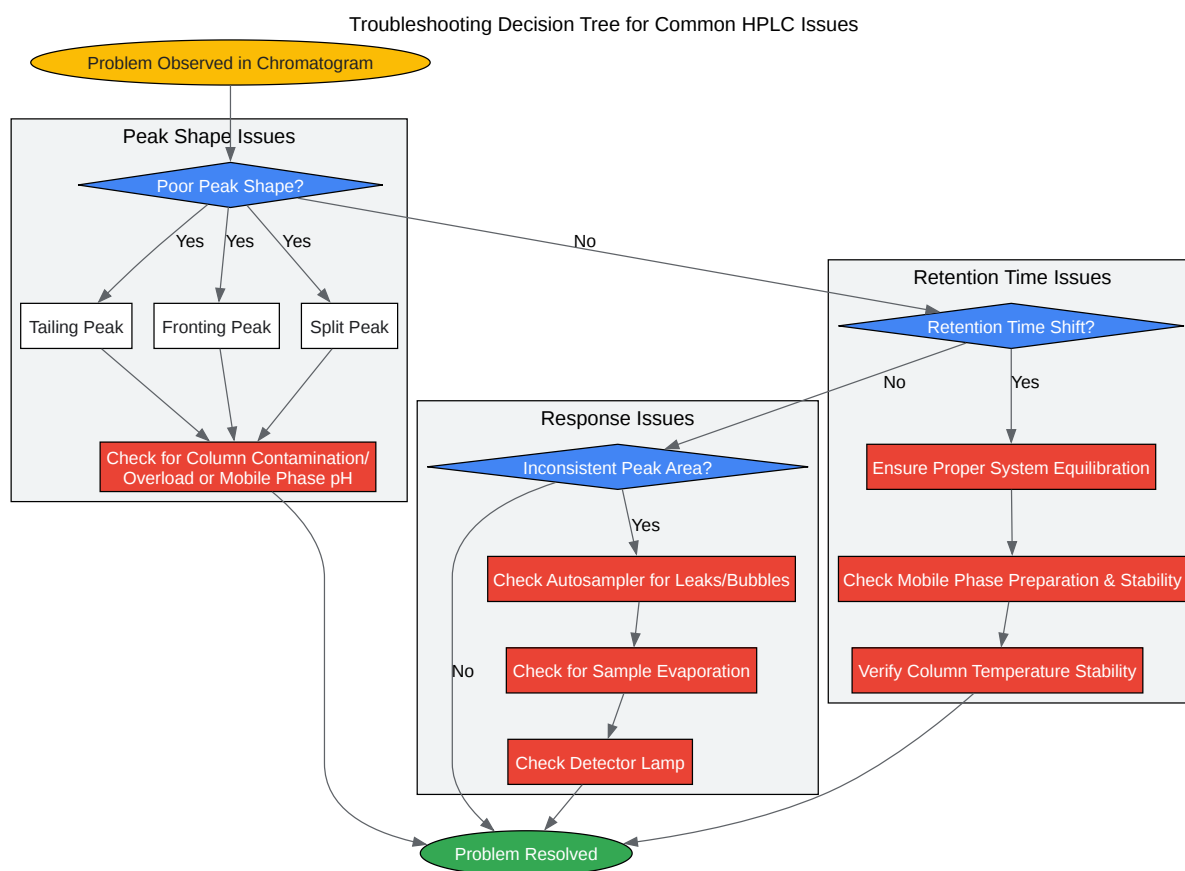 Troubleshooting Decision Tree for Common HPLC Issues
Problem Observed in Chromatogram
Peak Shape Issues
Poor Peak Shape?
Yes
Yes
Yes
No
Tailing Peak
Fronting Peak
Split Peak
Check for Column Contamination/
Overload or Mobile Phase pH
Retention Time Issues
Retention Time Shift?
No
Yes
Ensure Proper System Equilibration
Check Mobile Phase Preparation & Stability
Verify Column Temperature Stability
Response Issues
Inconsistent Peak Area?
Yes
No
Check Autosampler for Leaks/Bubbles
Check for Sample Evaporation
Check Detector Lamp
Problem Resolved